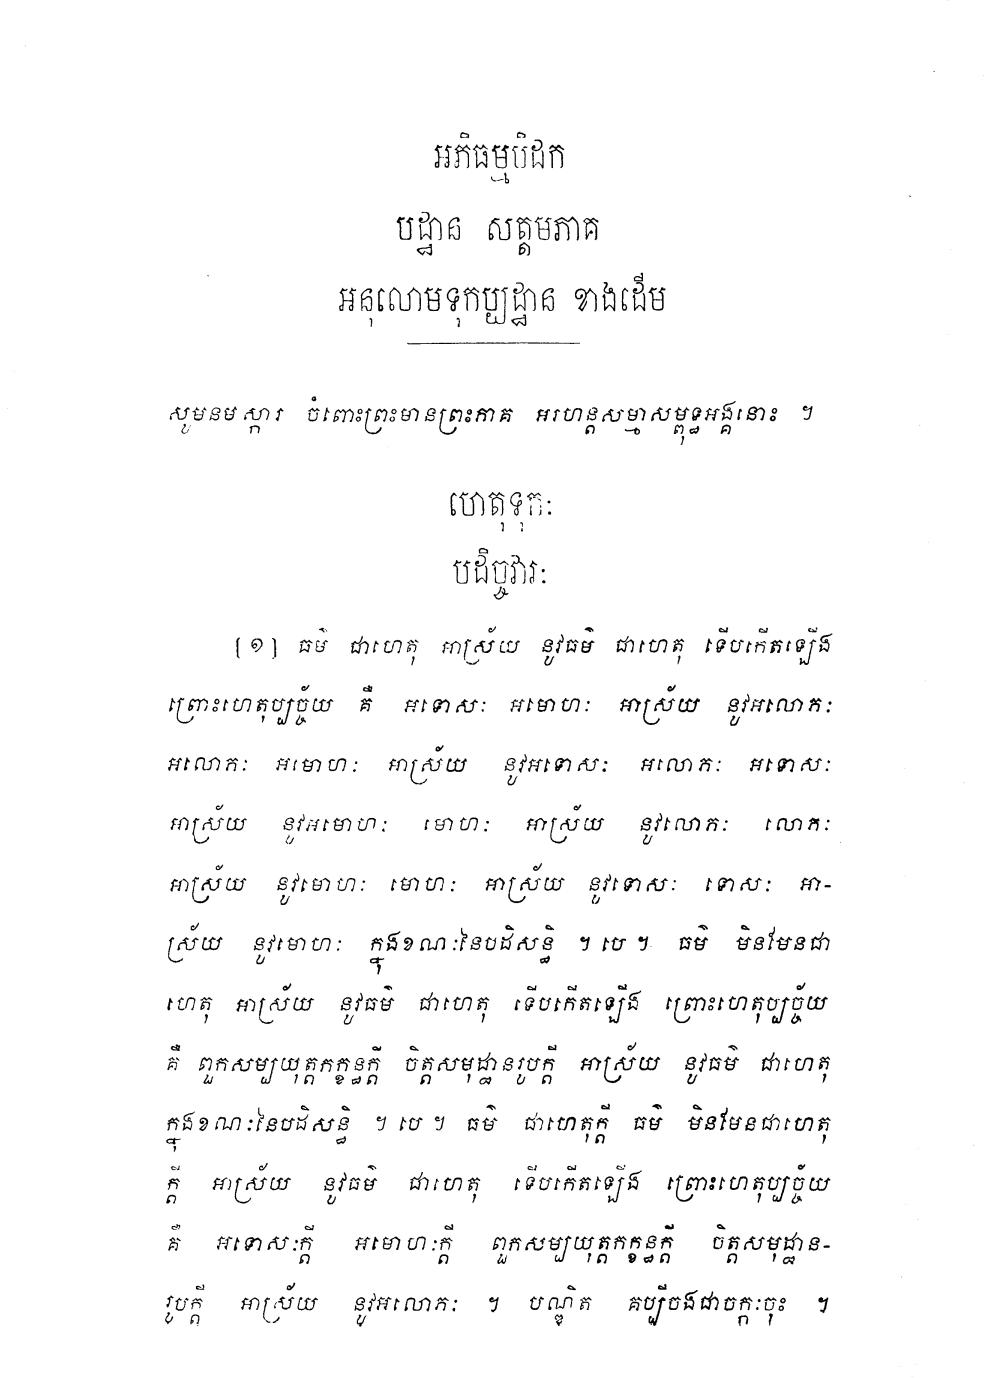 អភិធម្មបិដក
បដ្ឋាន សត្តមភាគ
អនុលោមទុកប្បដ្ឋាន ខាងដើម
សូមនមស្ការ ចំពោះព្រះមានព្រះភាគ អរហន្តសម្មាសម្ពុទ្ធអង្គនោះ ។
ហេតុទុកៈ
បដិច្ចវារៈ
[១] ធម៌ ជាហេតុ អាស្រ័យ នូវធម៌ ជាហេតុ ទើបកើតឡើង
ព្រោះហេតុប្បច្ច័យ គឺ អទោសៈ អមោហៈ អាស្រ័យ នូវអលោភៈ
អលោភៈ អមោហៈ អាស្រ័យ នូវអទោសៈ អលោភៈ អទោសៈ
អាស្រ័យ នូវអមោហៈ មោហៈ អាស្រ័យ នូវលោភៈ លោភៈ
អាស្រ័យ នូវមោហៈ មោហៈ អាស្រ័យ នូវទោសៈ ទោសៈ អា-
ស្រ័យ នូវមោហៈ ក្នុងខណៈនៃបដិសន្ធិ ។ បេ ។ ធម៌ មិនមែនជា
ហេតុ អាស្រ័យ នូវធម៌ ជាហេតុ ទើបកើតឡើង ព្រោះហេតុប្បច្ច័យ
គឺ ពួកសម្បយុត្តកក្ខន្ធក្តី ចិត្តសមុដ្ឋានរូបក្តី អាស្រ័យ នូវធម៌ ជាហេតុ
ក្នុងខណៈនៃបដិសន្ធិ ។ បេ ។ ធម៌ ជាហេតុក្តី ធម៌ មិនមែនជាហេតុ
ក្តី អាស្រ័យ នូវធម៌ ជាហេតុ ទើបកើតឡើង ព្រោះហេតុប្បច្ច័យ
គឺ អទោសៈក្តី អមោហៈក្តី ពួកសម្បយុត្តកក្ខន្ធក្តី ចិត្តសមុដ្ឋាន-
រូបក្តី អាស្រ័យ នូវអលោភៈ ។ បណ្ឌិត គប្បីចងជាចក្កៈចុះ ។